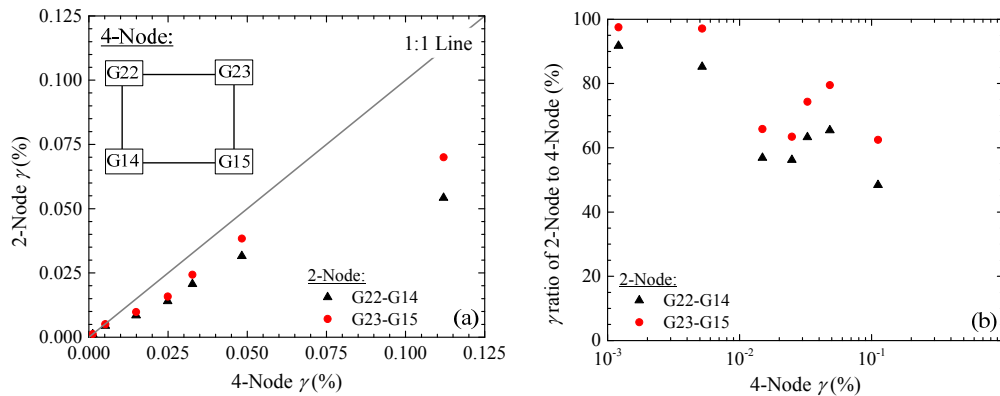 0.125
0.100
0.075
0.050
0.025
0.000
2-Node γ (%)
4-Node:
G22
G23
G14
G15
1:1 Line
2-Node:
G22-G14
G23-G15
(a)
0.000 0.025 0.050 0.075 0.100 0.125
4-Node γ (%)
100
80
60
40
20
0
γ ratio of 2-Node to 4-Node (%)
2-Node:
G22-G14
G23-G15
(b)
10⁻³ 10⁻² 10⁻¹
4-Node γ (%)